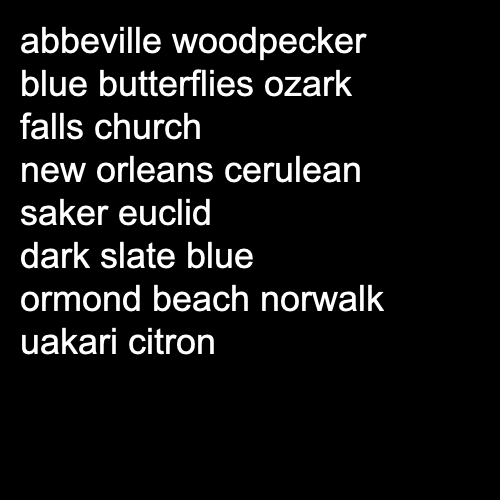 abbeville woodpecker
blue butterflies ozark
falls church
new orleans cerulean
saker euclid
dark slate blue
ormond beach norwalk
uakari citron